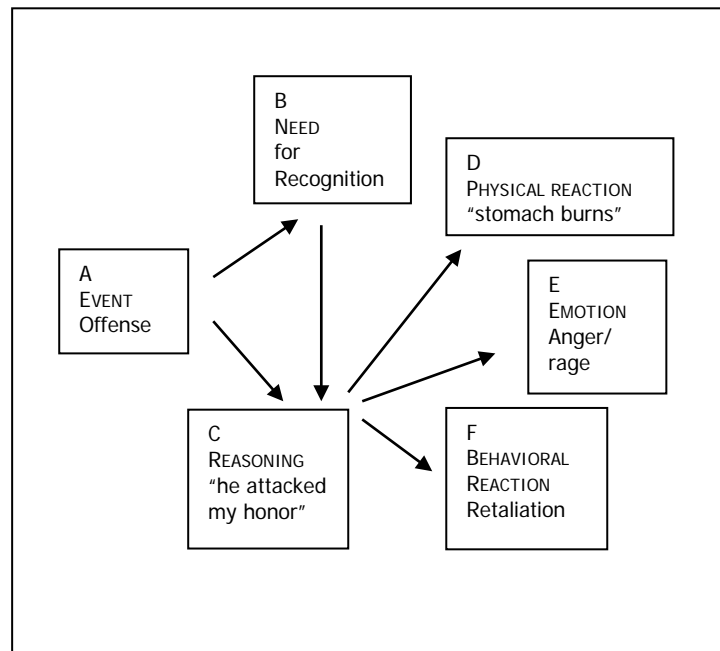 A
EVENT
Offense
B
NEED
for
Recognition
C
REASONING
“he attacked
my honor”
D
PHYSICAL REACTION
“stomach burns”
E
EMOTION
Anger/
rage
F
BEHAVIORAL
REACTION
Retaliation